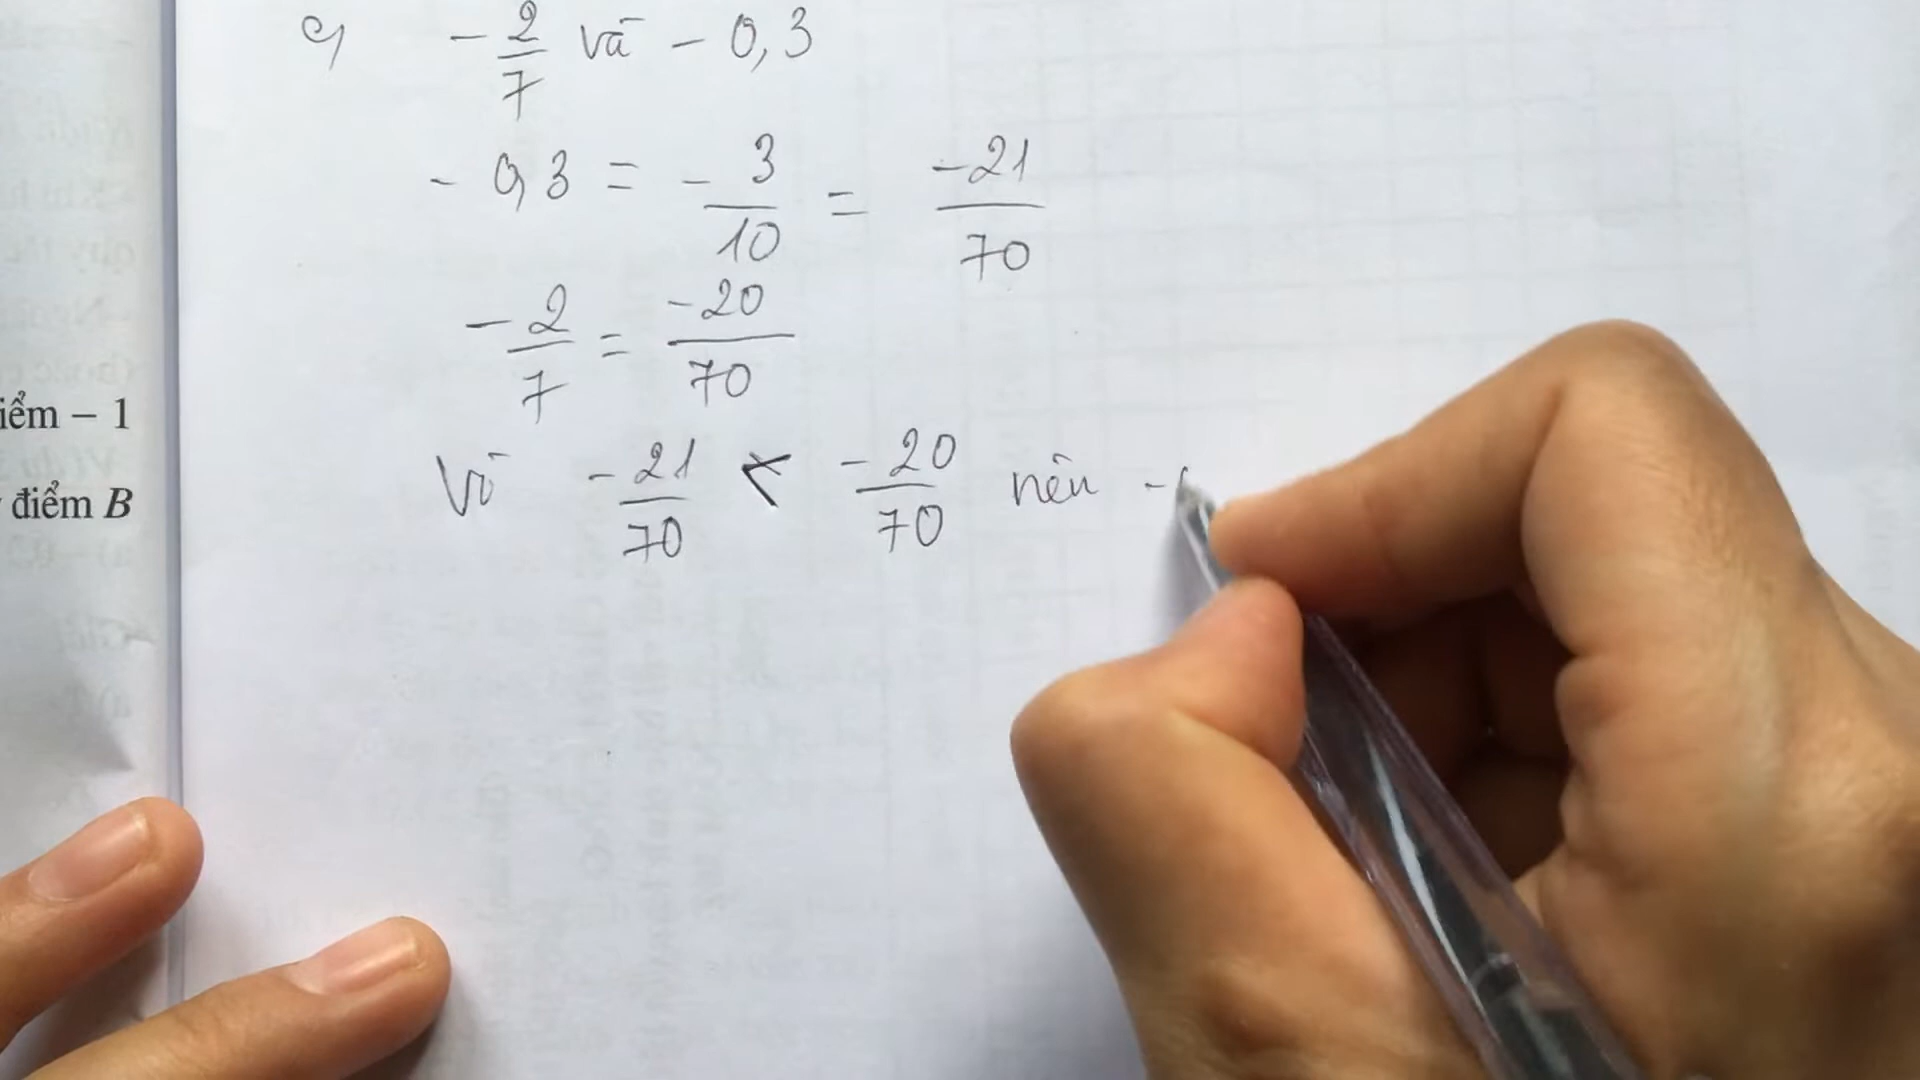 c) -2/7 và -0,3
-0,3 = -3/10 = -21/70
-2/7 = -20/70
Vì -21/70 < -20/70 nên -
iểm – 1
điểm B